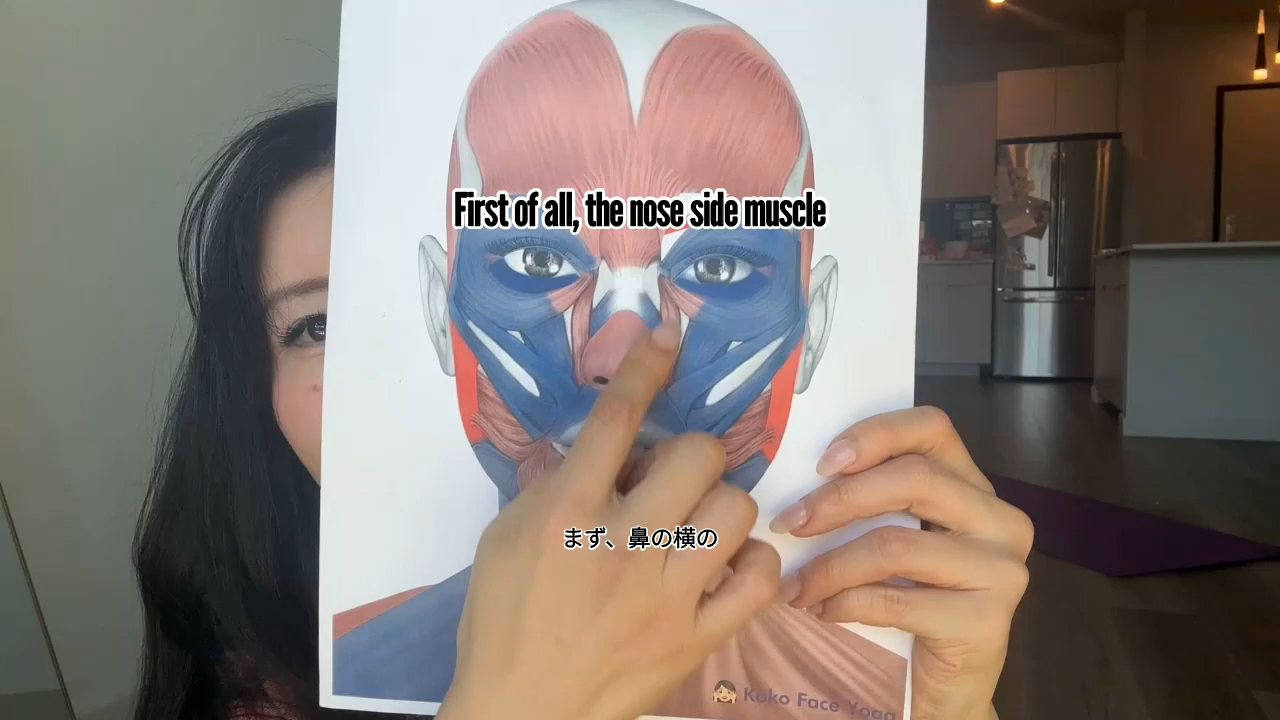 First of all, the nose side muscle
まず、鼻の横の
Koko Face Yoga